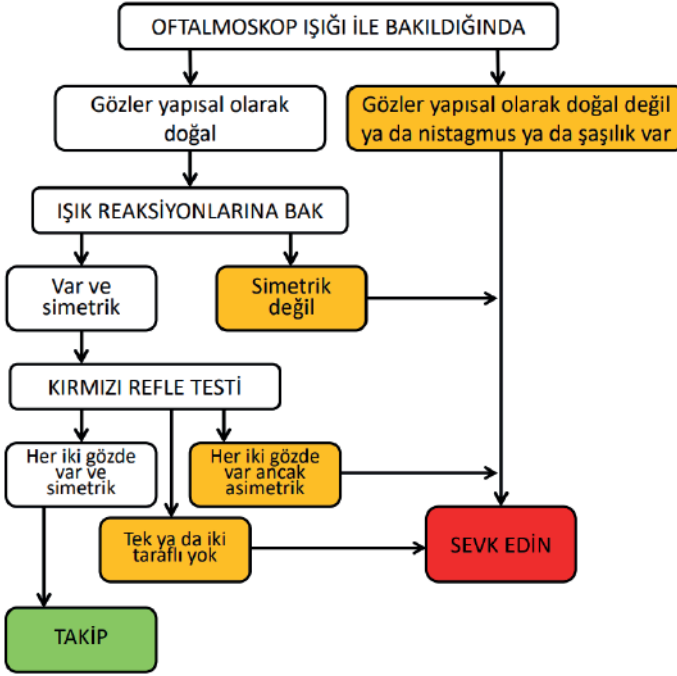 OFTALMOSKOP IŞIĞI İLE BAKILDIĞINDA
Gözler yapısal olarak
doğal
Gözler yapısal olarak doğal değil
ya da nistagmus ya da şaşılık var
IŞIK REAKSİYONLARINA BAK
Var ve
simetrik
Simetrik
değil
KIRMIZI REFLE TESTİ
Her iki gözde
var ve
simetrik
Her iki gözde
var ancak
asimetrik
Tek ya da iki
taraflı yok
SEVK EDİN
TAKİP